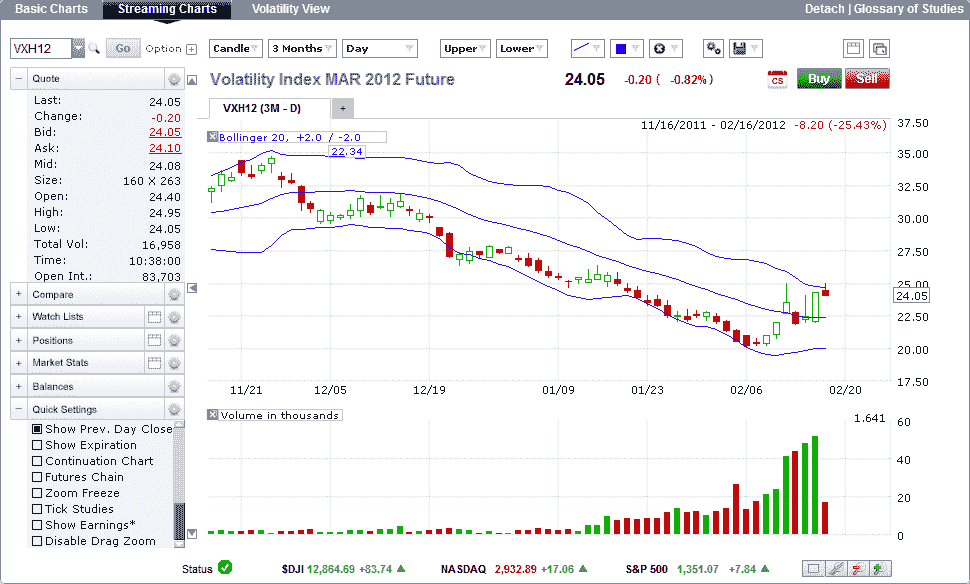 Basic Charts Streaming Charts Volatility View Detach | Glossary of Studies
VXH12 Go Option Candle 3 Months Day Upper Lower
Quote
Last: 24.05
Change: -0.20
Bid: 24.05
Ask: 24.10
Mid: 24.08
Size: 160 X 263
Open: 24.40
High: 24.95
Low: 24.05
Total Vol: 16,958
Time: 10:38:00
Open Int.: 83,703
Compare
Watch Lists
Positions
Market Stats
Balances
Quick Settings
Show Prev. Day Close
Show Expiration
Continuation Chart
Futures Chain
Zoom Freeze
Tick Studies
Show Earnings*
Disable Drag Zoom
Volatility Index MAR 2012 Future 24.05 -0.20 ( -0.82%) CS Buy Sell
VXH12 (3M - D) +
11/16/2011 - 02/16/2012 -8.20 (-25.43%)
Bollinger 20, +2.0 / -2.0
22.34
37.50
35.00
32.50
30.00
27.50
25.00
24.05
22.50
20.00
17.50
11/21 12/05 12/19 01/09 01/23 02/06 02/20
Volume in thousands
1.641
60
40
20
0
Status $DJI 12,864.69 +83.74 NASDAQ 2,932.89 +17.06 S&P 500 1,351.07 +7.84